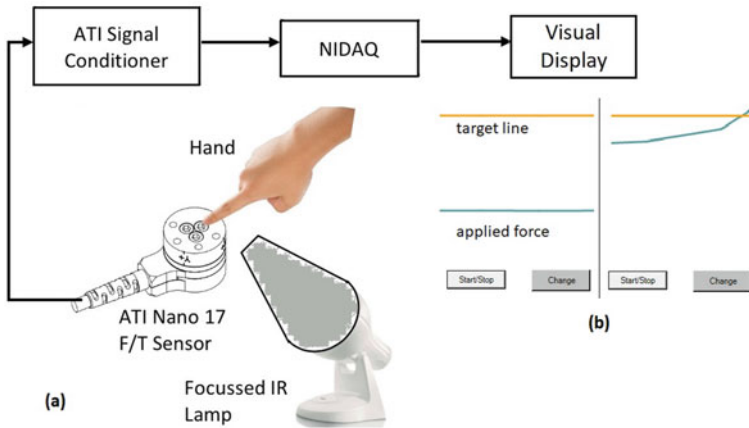 ATI Signal
Conditioner
NIDAQ
Visual
Display
Hand
target line
applied force
Start/Stop
Change
Start/Stop
Change
ATI Nano 17
F/T Sensor
Focussed IR
Lamp
(a)
(b)